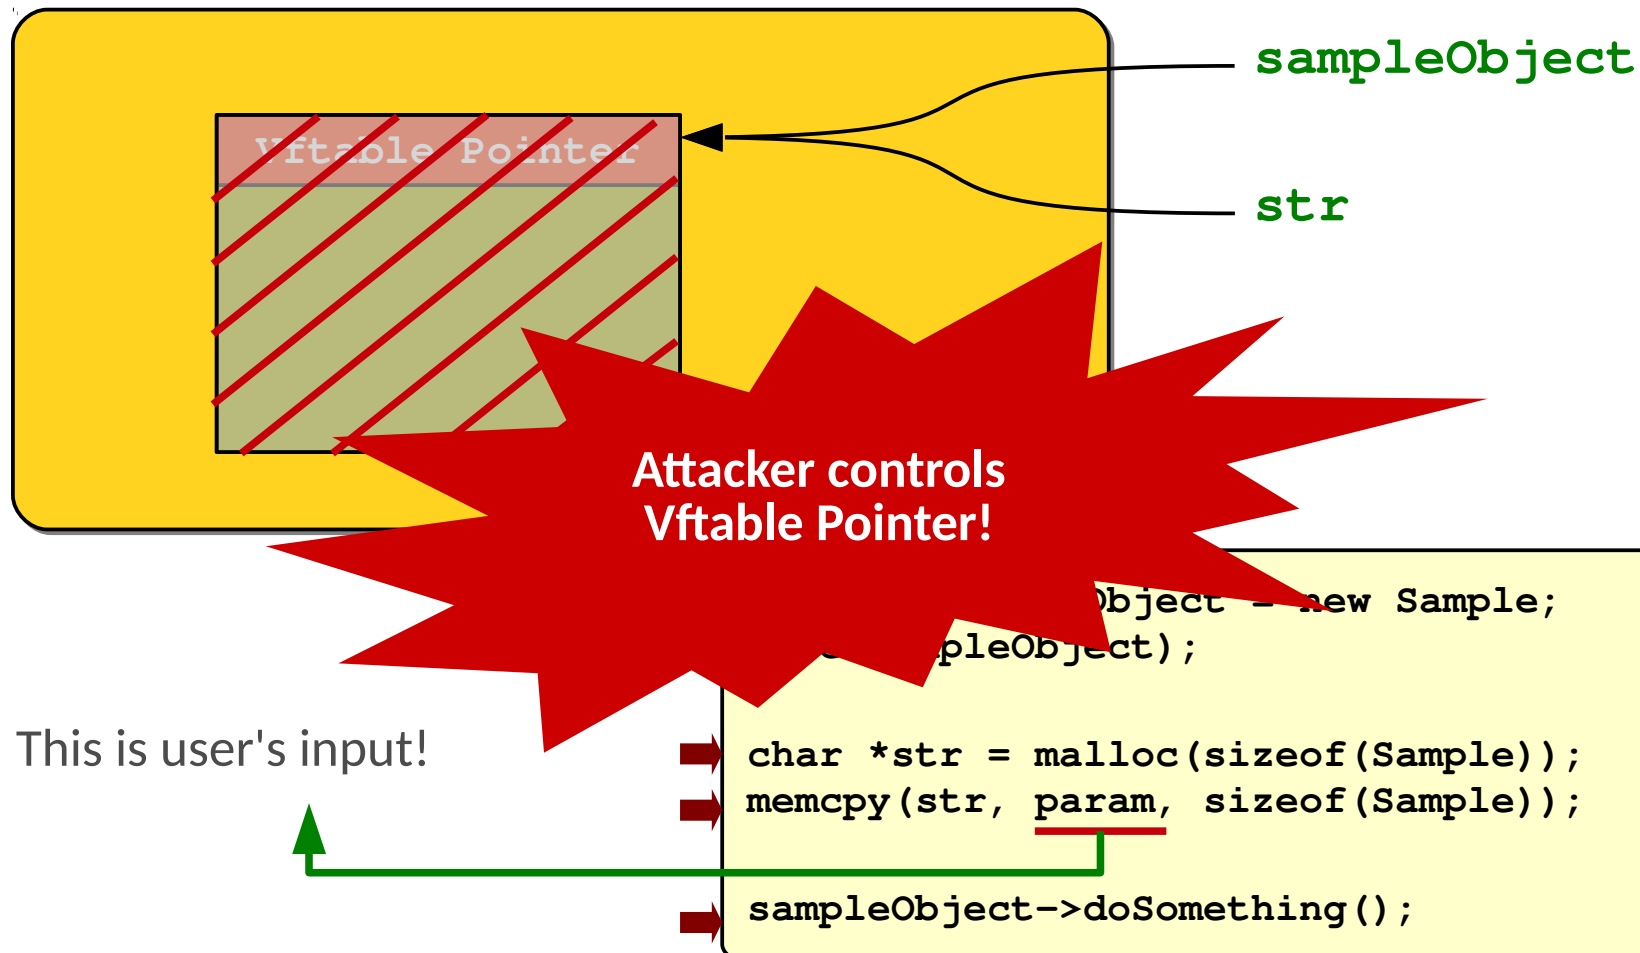 sampleObject
Vftable Pointer
str
Attacker controls
Vftable Pointer!
Object = new Sample;
pleObject);
This is user's input!
char *str = malloc(sizeof(Sample));
memcpy(str, param, sizeof(Sample));
sampleObject->doSomething();